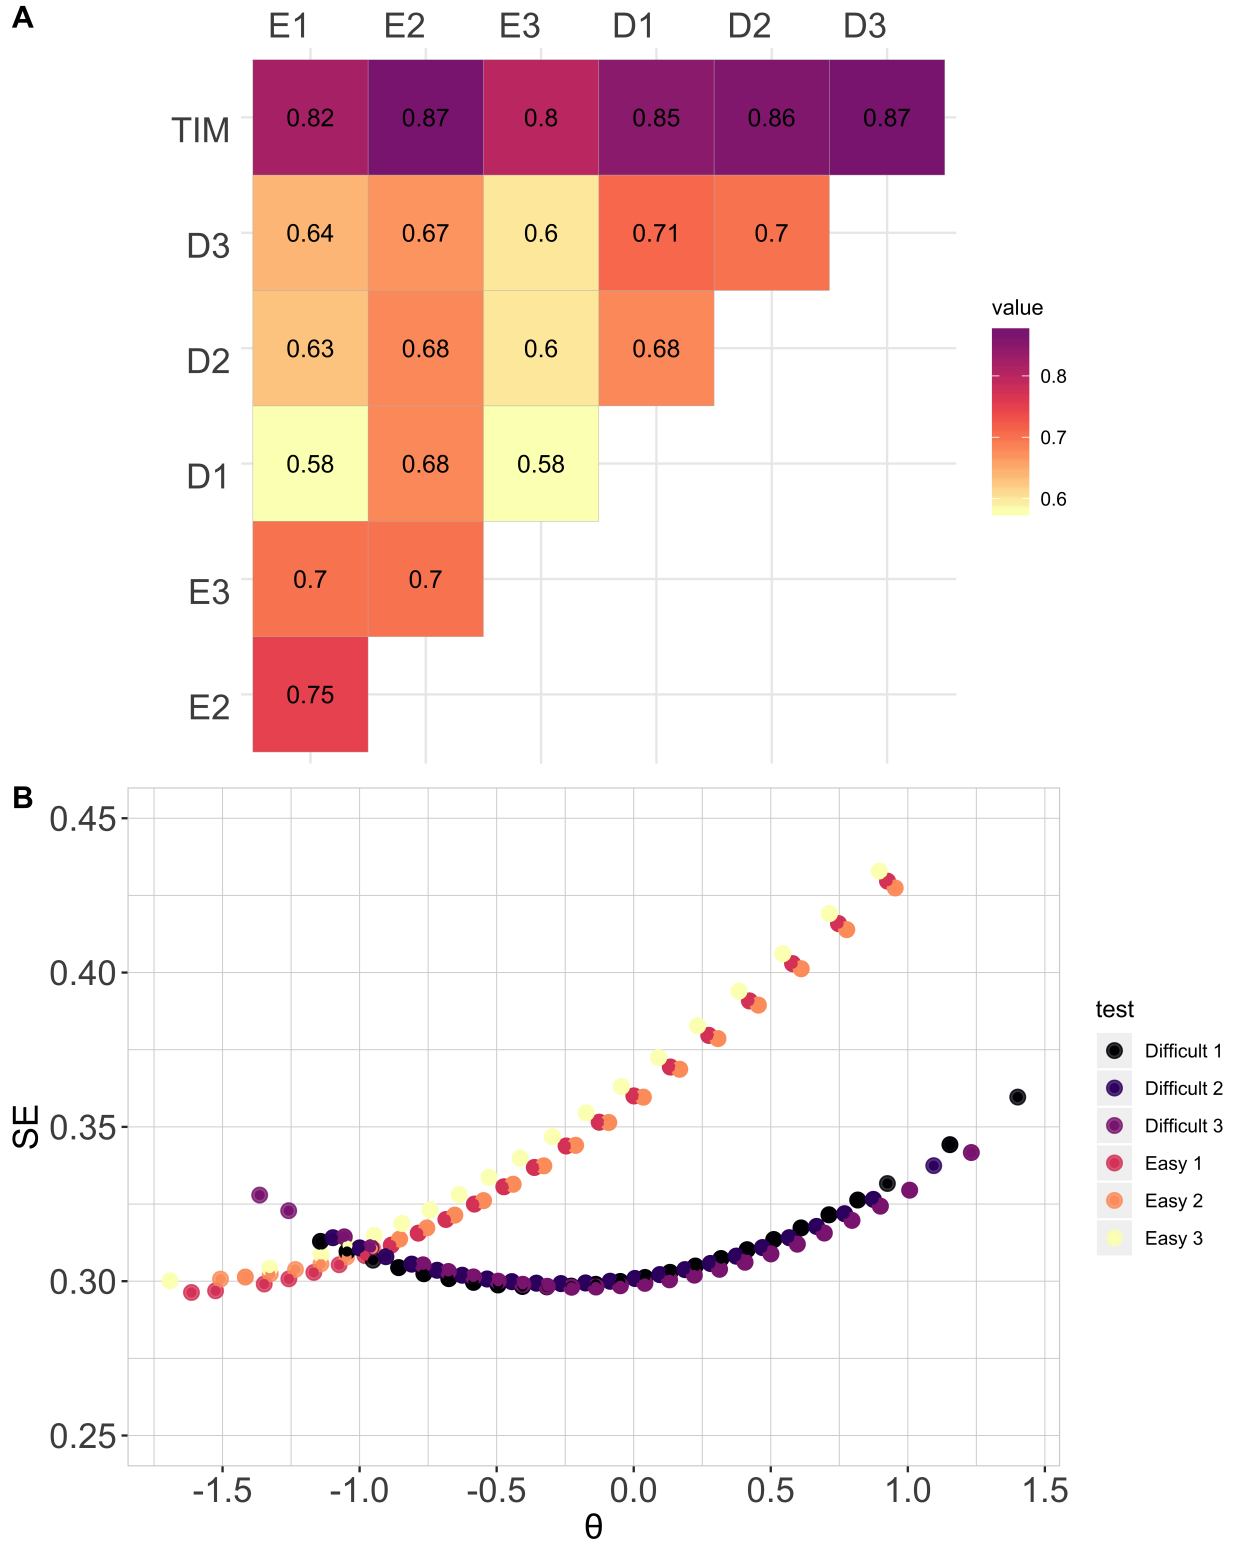 A
E1 E2 E3 D1 D2 D3
TIM 0.82 0.87 0.8 0.85 0.86 0.87
D3 0.64 0.67 0.6 0.71 0.7
D2 0.63 0.68 0.6 0.68
D1 0.58 0.68 0.58
E3 0.7 0.7
E2 0.75
value
0.8
0.7
0.6
B
0.45
0.40
0.35
0.30
0.25
SE
-1.5 -1.0 -0.5 0.0 0.5 1.0 1.5
θ
test
Difficult 1
Difficult 2
Difficult 3
Easy 1
Easy 2
Easy 3